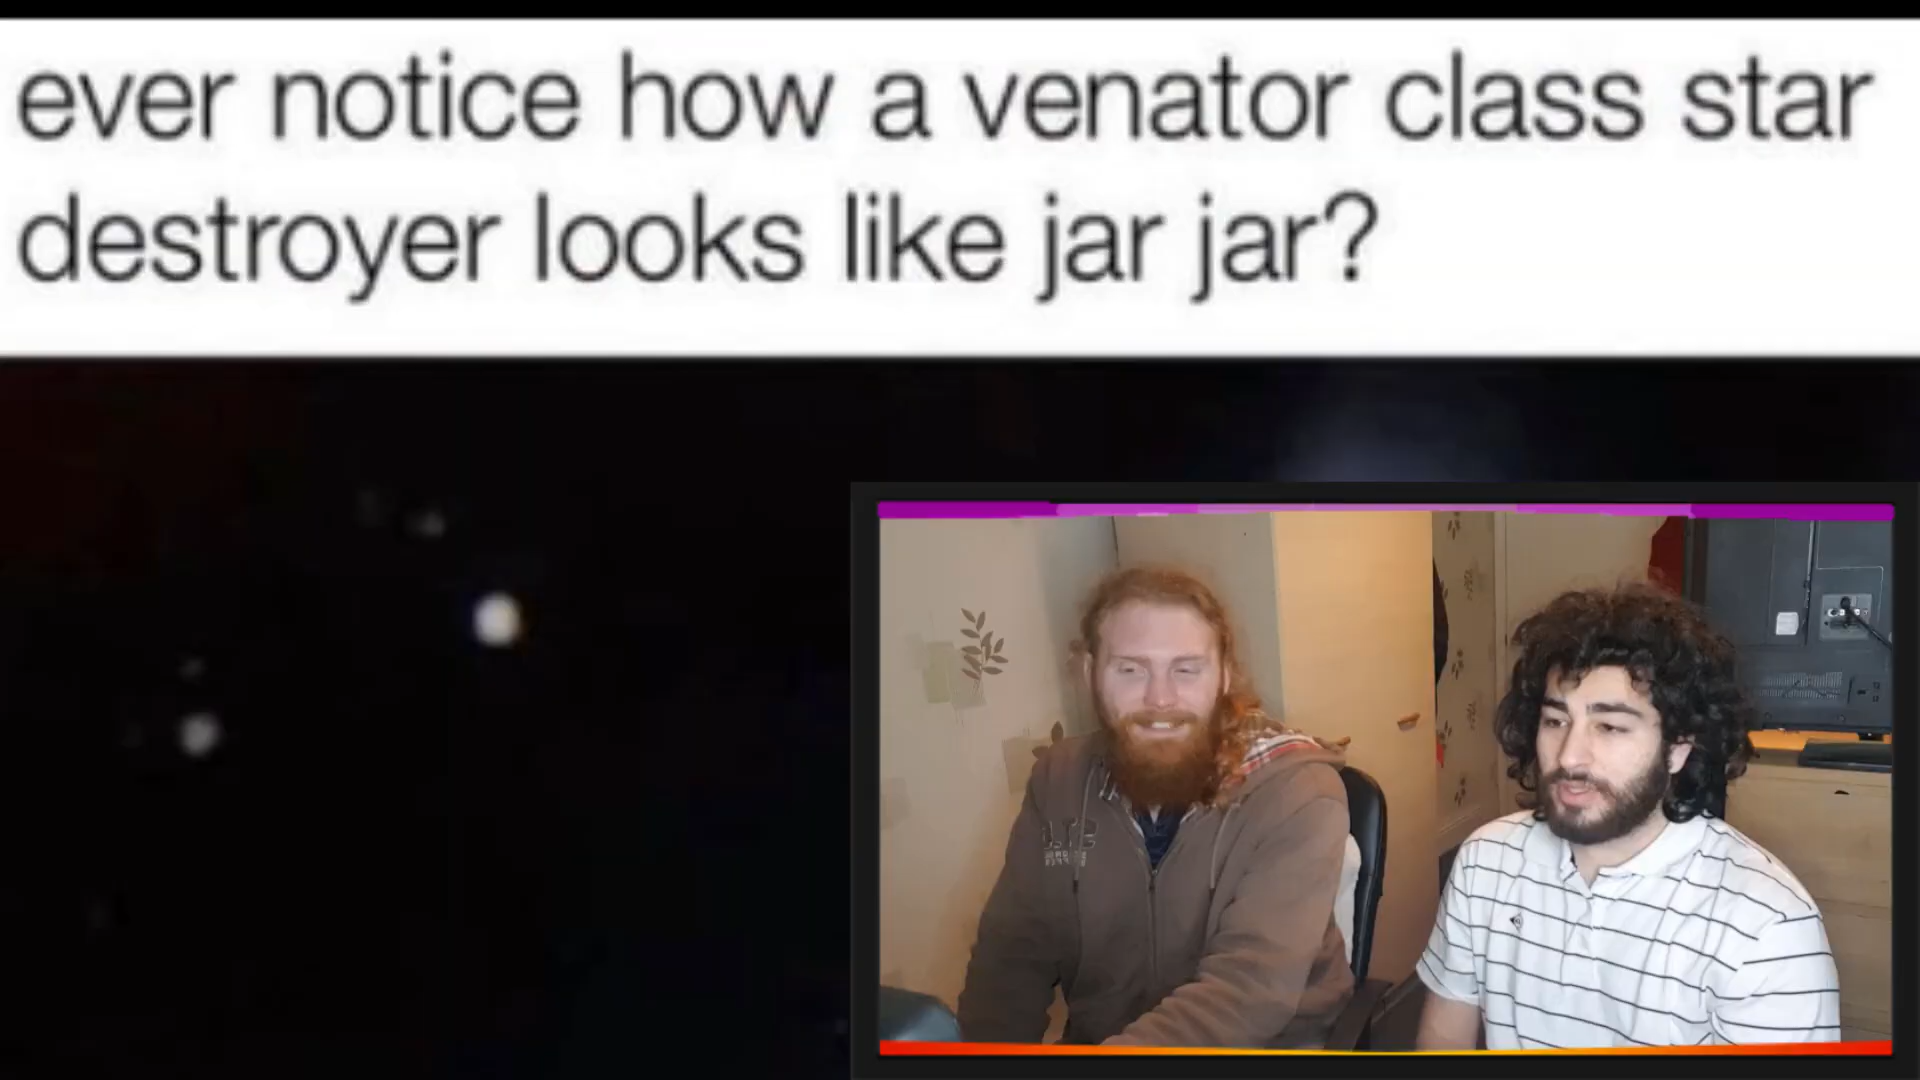 ever notice how a venator class star
destroyer looks like jar jar?